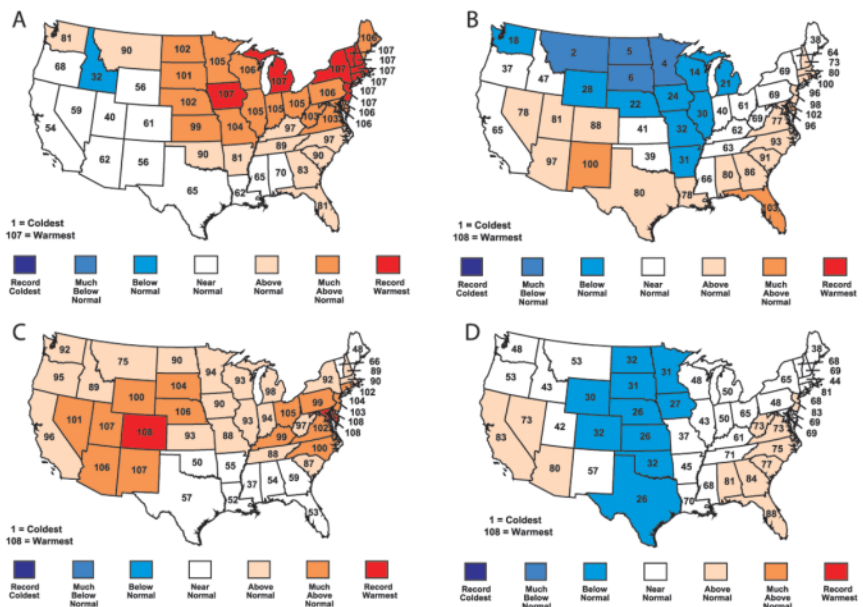 A
81 90 102 105 106 107
68 32 101 106 107 107
56 107 107
59 102 107 106 107
54 40 61 105 105 105 107
99 104 103 103 106
97 106
62 56 90 81 89 97
65 65 70 83 90
62
81
1 = Coldest
107 = Warmest
Record Coldest
Much Below Normal
Below Normal
Near Normal
Above Normal
Much Above Normal
Record Warmest
B
18 2 5 4 38
37 47 6 14 64
28 21 69 73
24 80
78 81 22 30 40 61 69 100
65 88 41 32 62 77 96
98
102
96
97 100 39 31 63 93
80 66 80 86 91
78
103
1 = Coldest
108 = Warmest
Record Coldest
Much Below Normal
Below Normal
Near Normal
Above Normal
Much Above Normal
Record Warmest
C
92 75 90 94 48
95 89 104 93 98 92 66
100 89
90 90
101 107 106 93 94 105 99 102
96 108 93 88 97 102 104
99 103
108
108
106 107 50 55 88 100
57 37 54 59 87
52
53
1 = Coldest
108 = Warmest
Record Coldest
Much Below Normal
Below Normal
Near Normal
Above Normal
Much Above Normal
Record Warmest
D
48 53 32 31 38
53 43 31 48 50 65 68
30 69
27 44
73 42 26 43 50 65 48 81
83 32 26 37 61 73 68
83
69
69
80 57 32 45 71 75
26 68 81 84 77
70
88
1 = Coldest
108 = Warmest
Record Coldest
Much Below Normal
Below Normal
Near Normal
Above Normal
Much Above Normal
Record Warmest